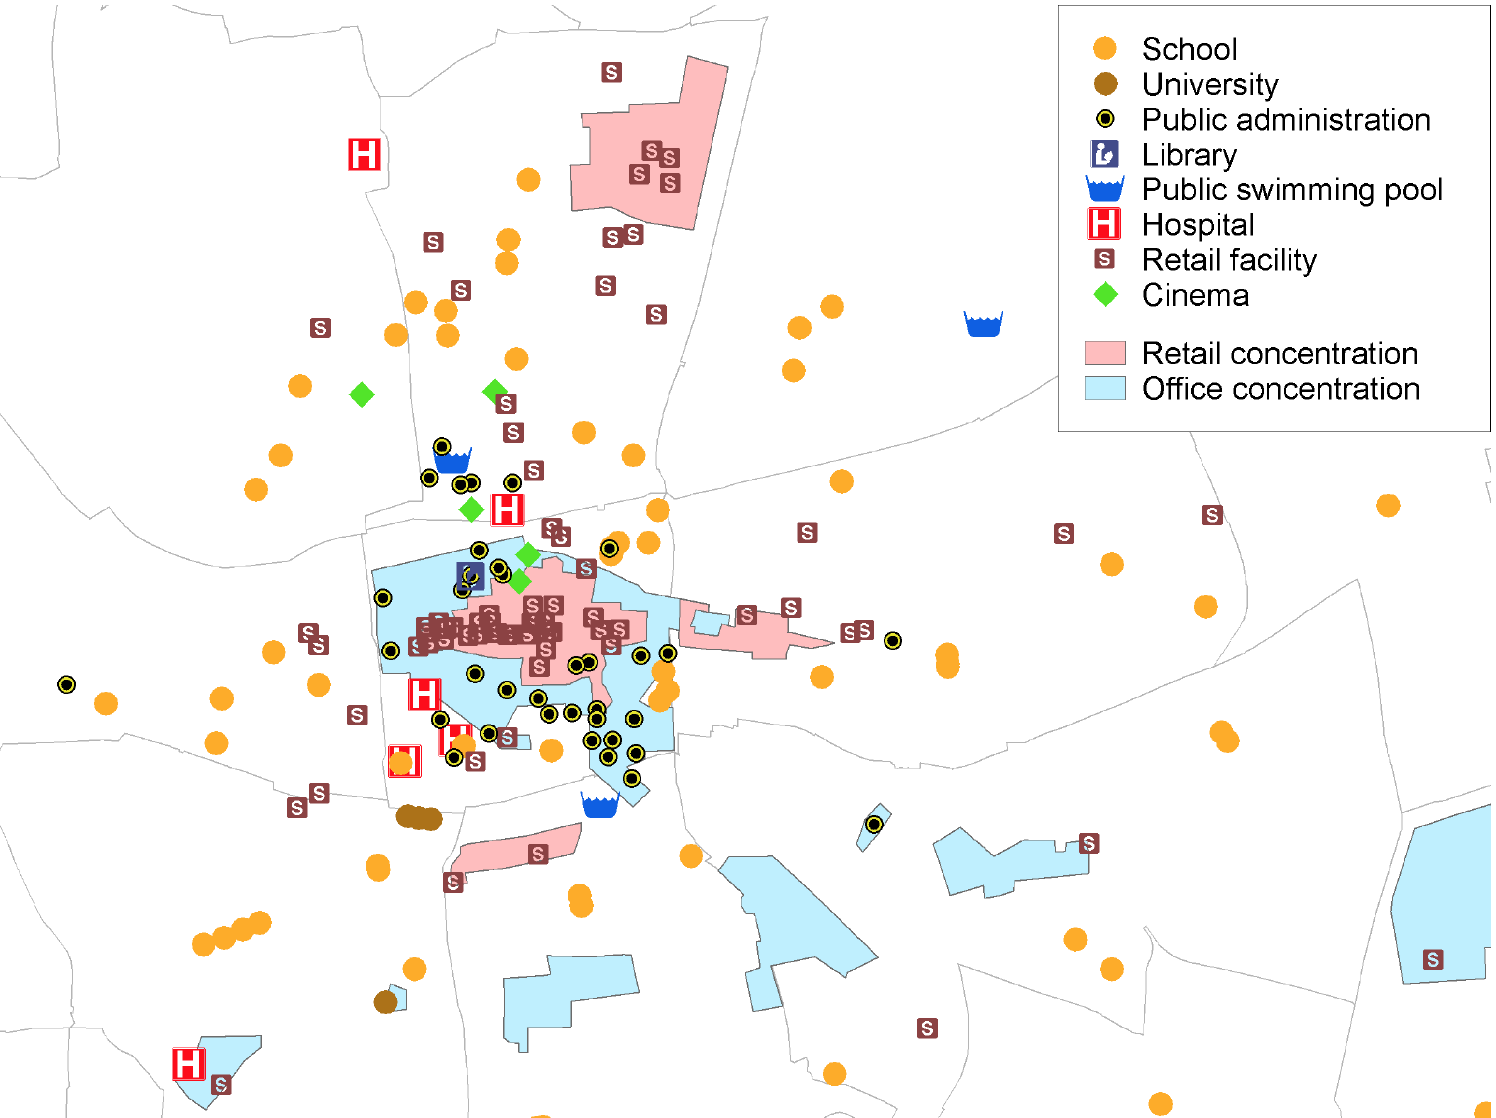 School
University
Public administration
Library
Public swimming pool
Hospital
Retail facility
Cinema
Retail concentration
Office concentration